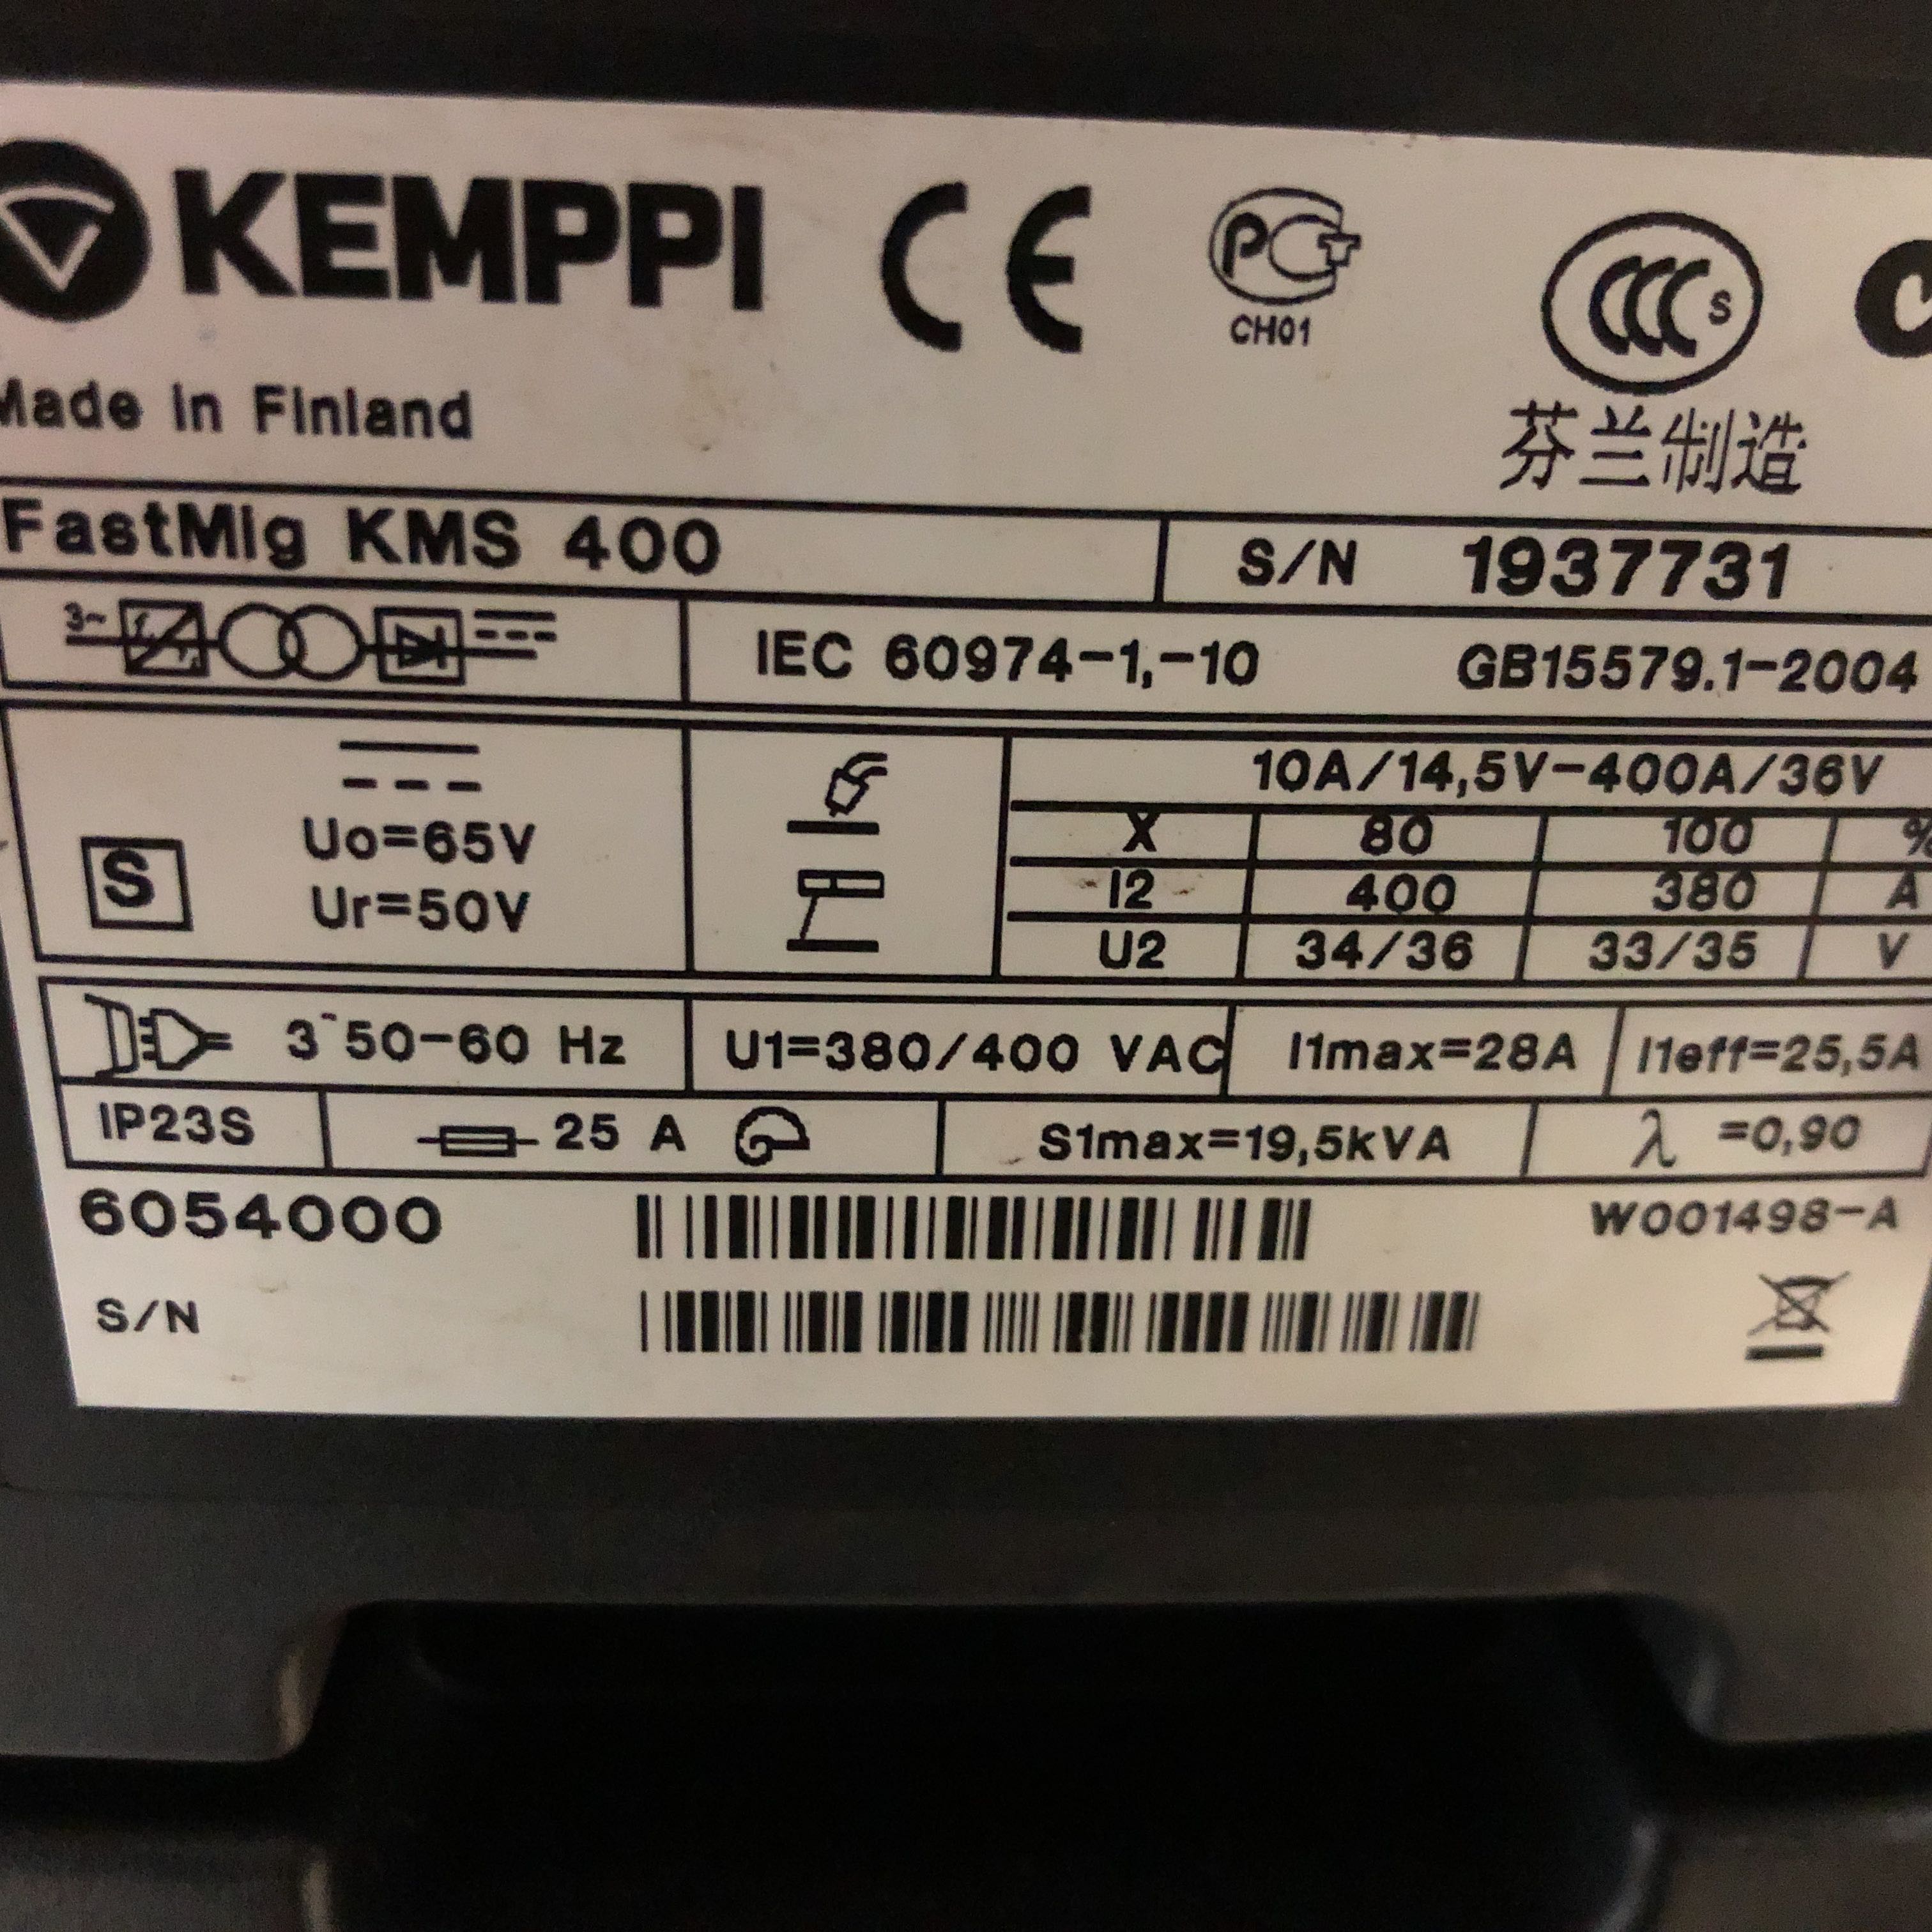 KEMPPI CE PCT CCC S
CH01
Made in Finland
芬兰制造
FastMig KMS 400 S/N 1937731
3~ IEC 60974-1,-10 GB15579.1-2004
10A/14,5V-400A/36V
S Uo=65V X 80 100 %
Ur=50V I2 400 380 A
U2 34/36 33/35 V
3~50-60 Hz U1=380/400 VAC I1max=28A I1eff=25,5A
IP23S 25 A S1max=19,5kVA λ =0,90
6054000 W001498-A
S/N